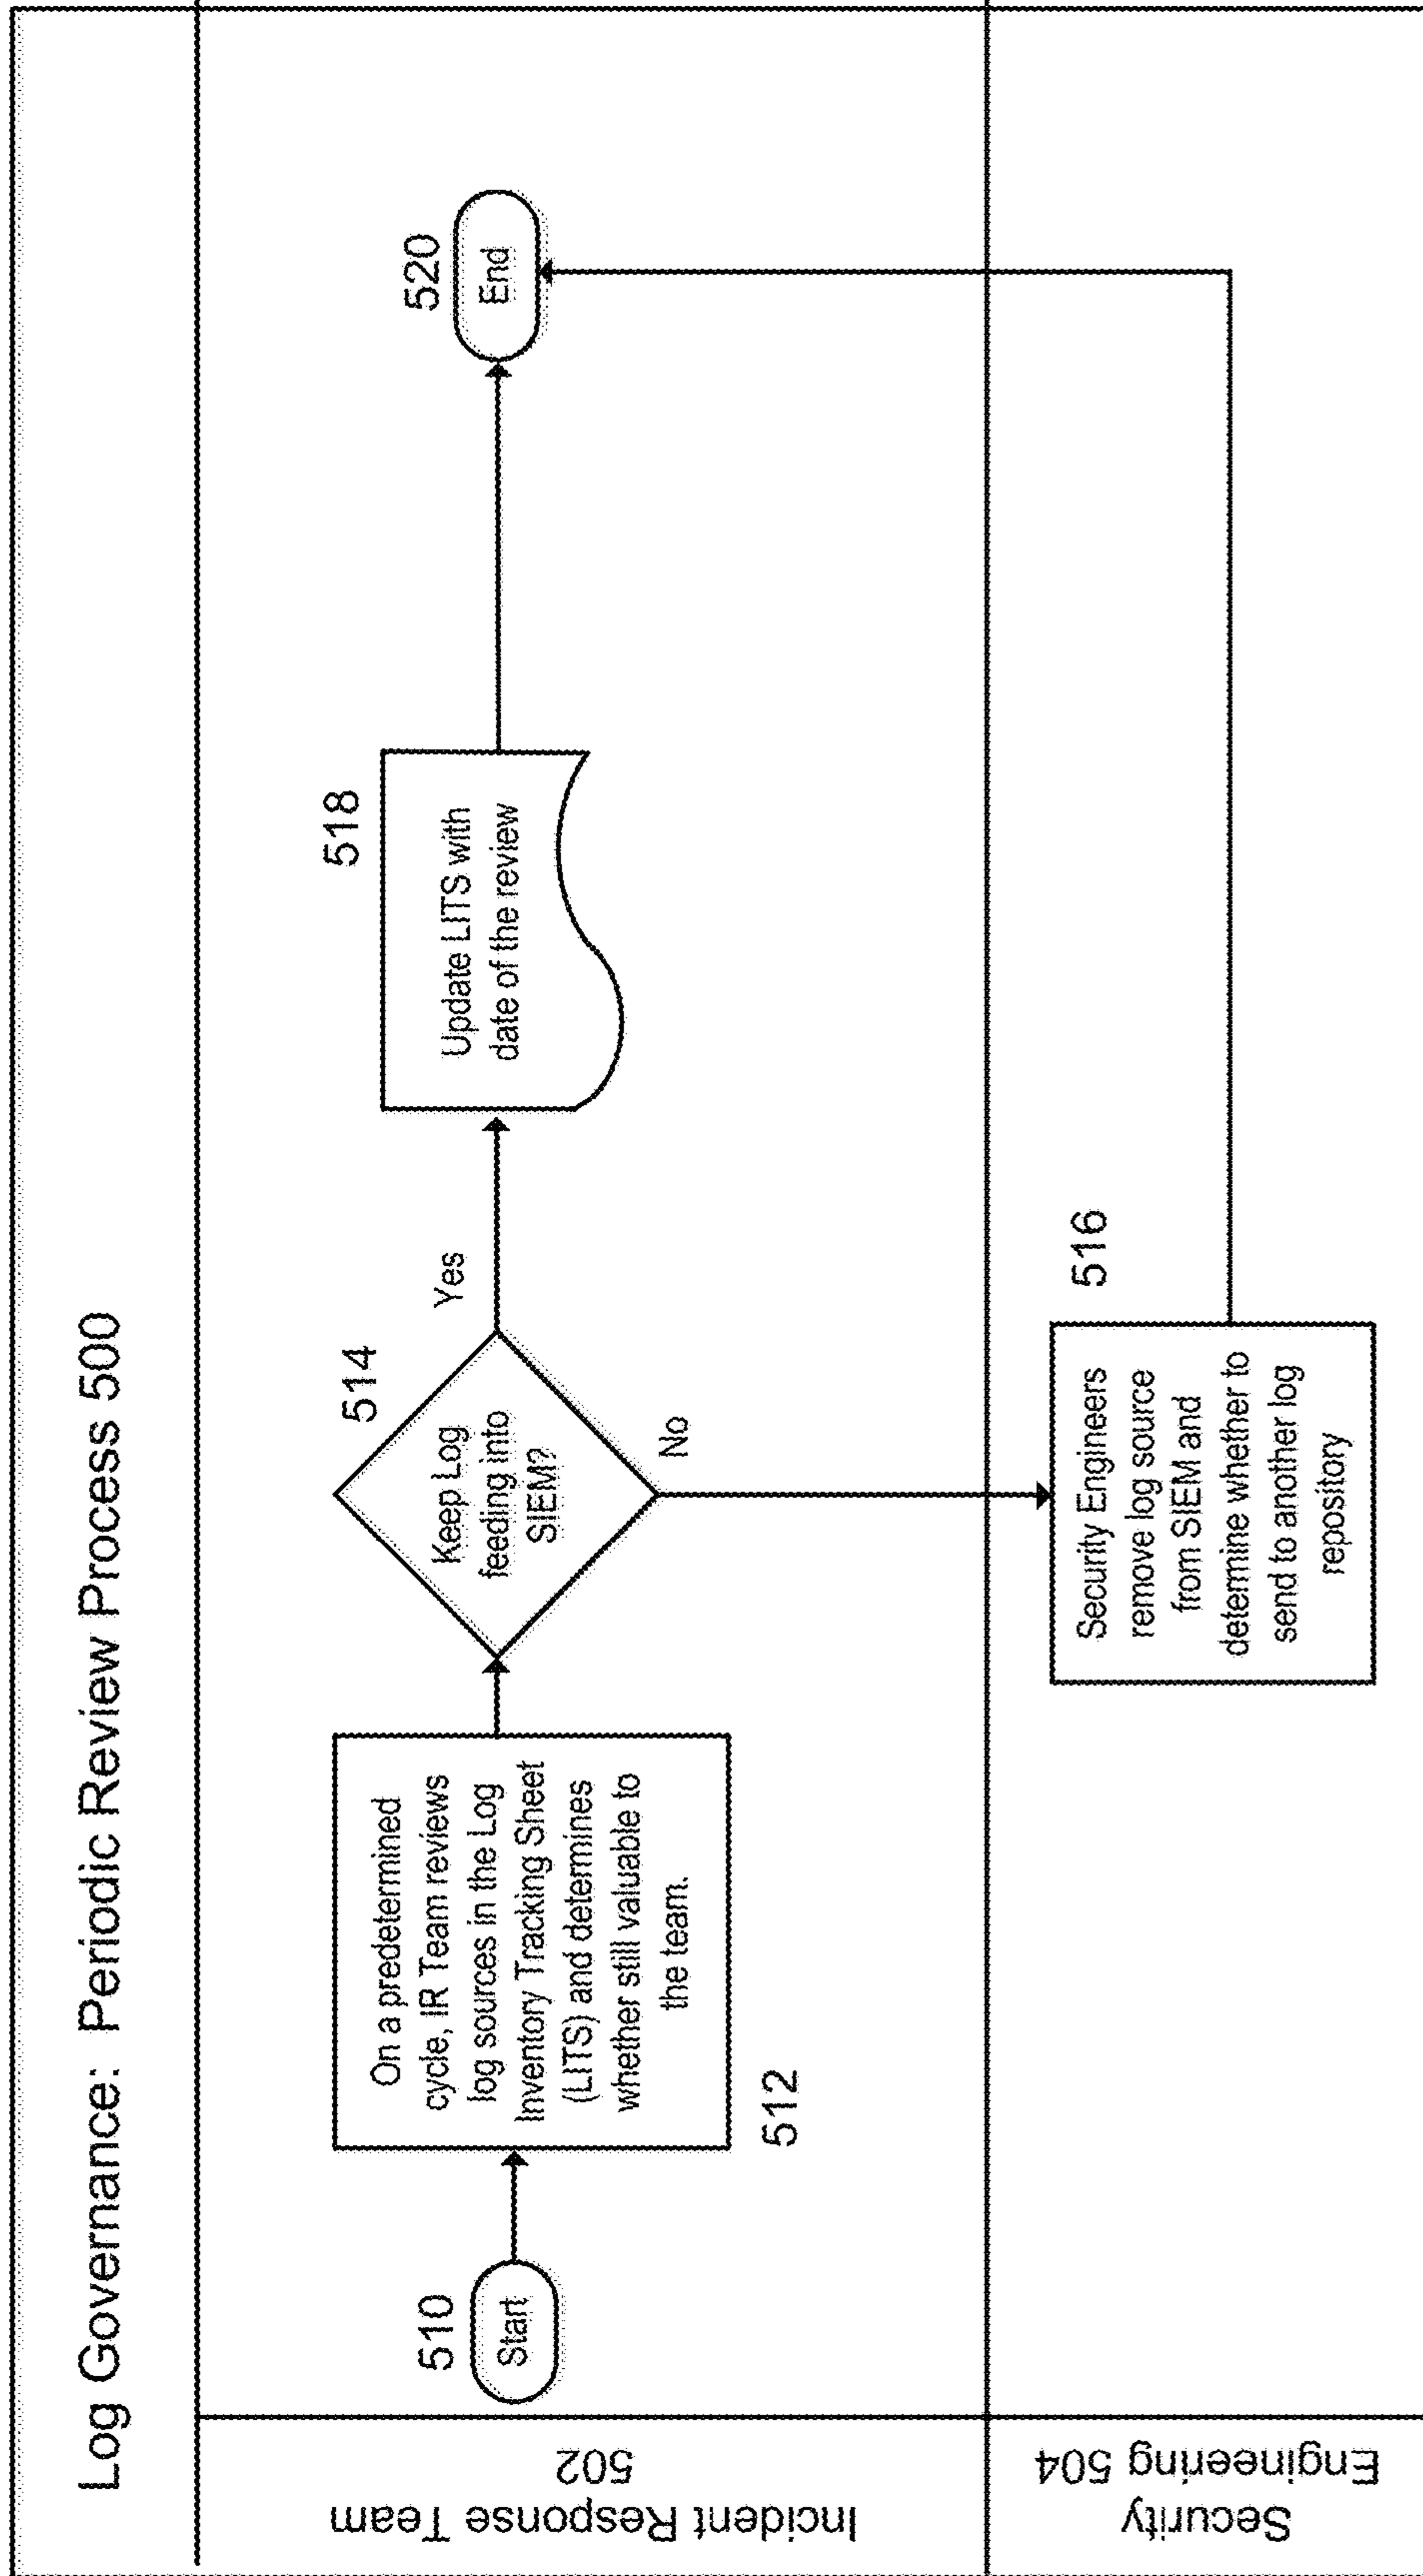 Log Governance: Periodic Review Process 500
Incident Response Team
502
510
Start
On a predetermined
cycle, IR Team reviews
log sources in the Log
Inventory Tracking Sheet
(LITS) and determines
whether still valuable to
the team.
512
514
Keep Log
feeding into
SIEM?
Yes
No
518
Update LITS with
date of the review
520
End
Security
Engineering 504
516
Security Engineers
remove log source
from SIEM and
determine whether to
send to another log
repository